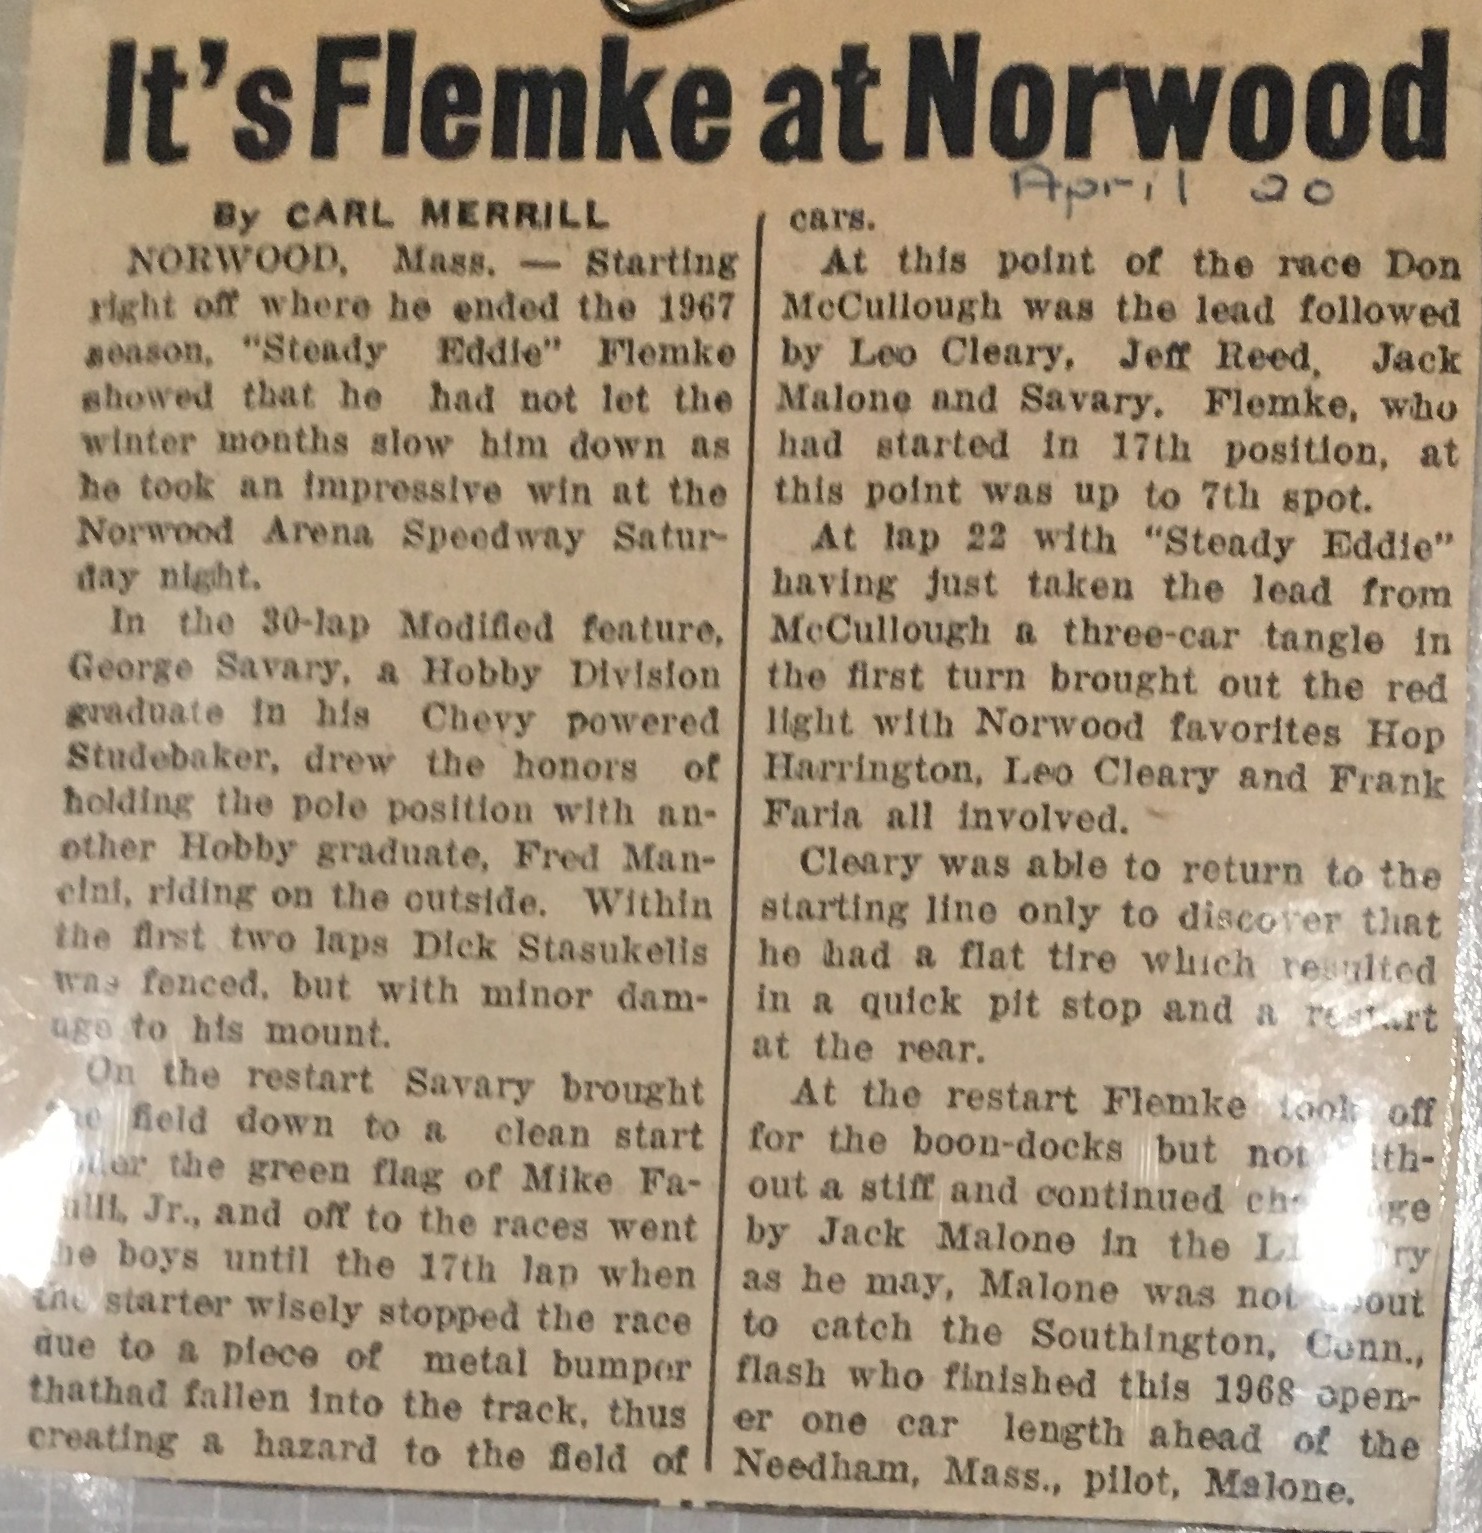 It's Flemke at Norwood
April 20
By CARL MERRILL
NORWOOD, Mass. — Starting
right off where he ended the 1967
season, "Steady Eddie" Flemke
showed that he had not let the
winter months slow him down as
he took an impressive win at the
Norwood Arena Speedway Satur-
day night.
In the 30-lap Modified feature,
George Savary, a Hobby Division
graduate in his Chevy powered
Studebaker, drew the honors of
holding the pole position with an-
other Hobby graduate, Fred Man-
cini, riding on the outside. Within
the first two laps Dick Stasukelis
was fenced, but with minor dam-
age to his mount.
On the restart Savary brought
the field down to a clean start
the green flag of Mike Fa-
Jr., and off to the races went
the boys until the 17th lap when
the starter wisely stopped the race
due to a piece of metal bumper
thathad fallen into the track, thus
creating a hazard to the field of
cars.
At this point of the race Don
McCullough was the lead followed
by Leo Cleary, Jeff Reed, Jack
Malone and Savary. Flemke, who
had started in 17th position, at
this point was up to 7th spot.
At lap 22 with "Steady Eddie"
having just taken the lead from
McCullough a three-car tangle in
the first turn brought out the red
light with Norwood favorites Hop
Harrington, Leo Cleary and Frank
Faria all involved.
Cleary was able to return to the
starting line only to discover that
he had a flat tire which resulted
in a quick pit stop and a restart
at the rear.
At the restart Flemke took off
for the boon-docks but not with-
out a stiff and continued challenge
by Jack Malone in the
as he may, Malone was not about
to catch the Southington, Conn.,
flash who finished this 1968 open-
er one car length ahead of the
Needham, Mass., pilot, Malone.